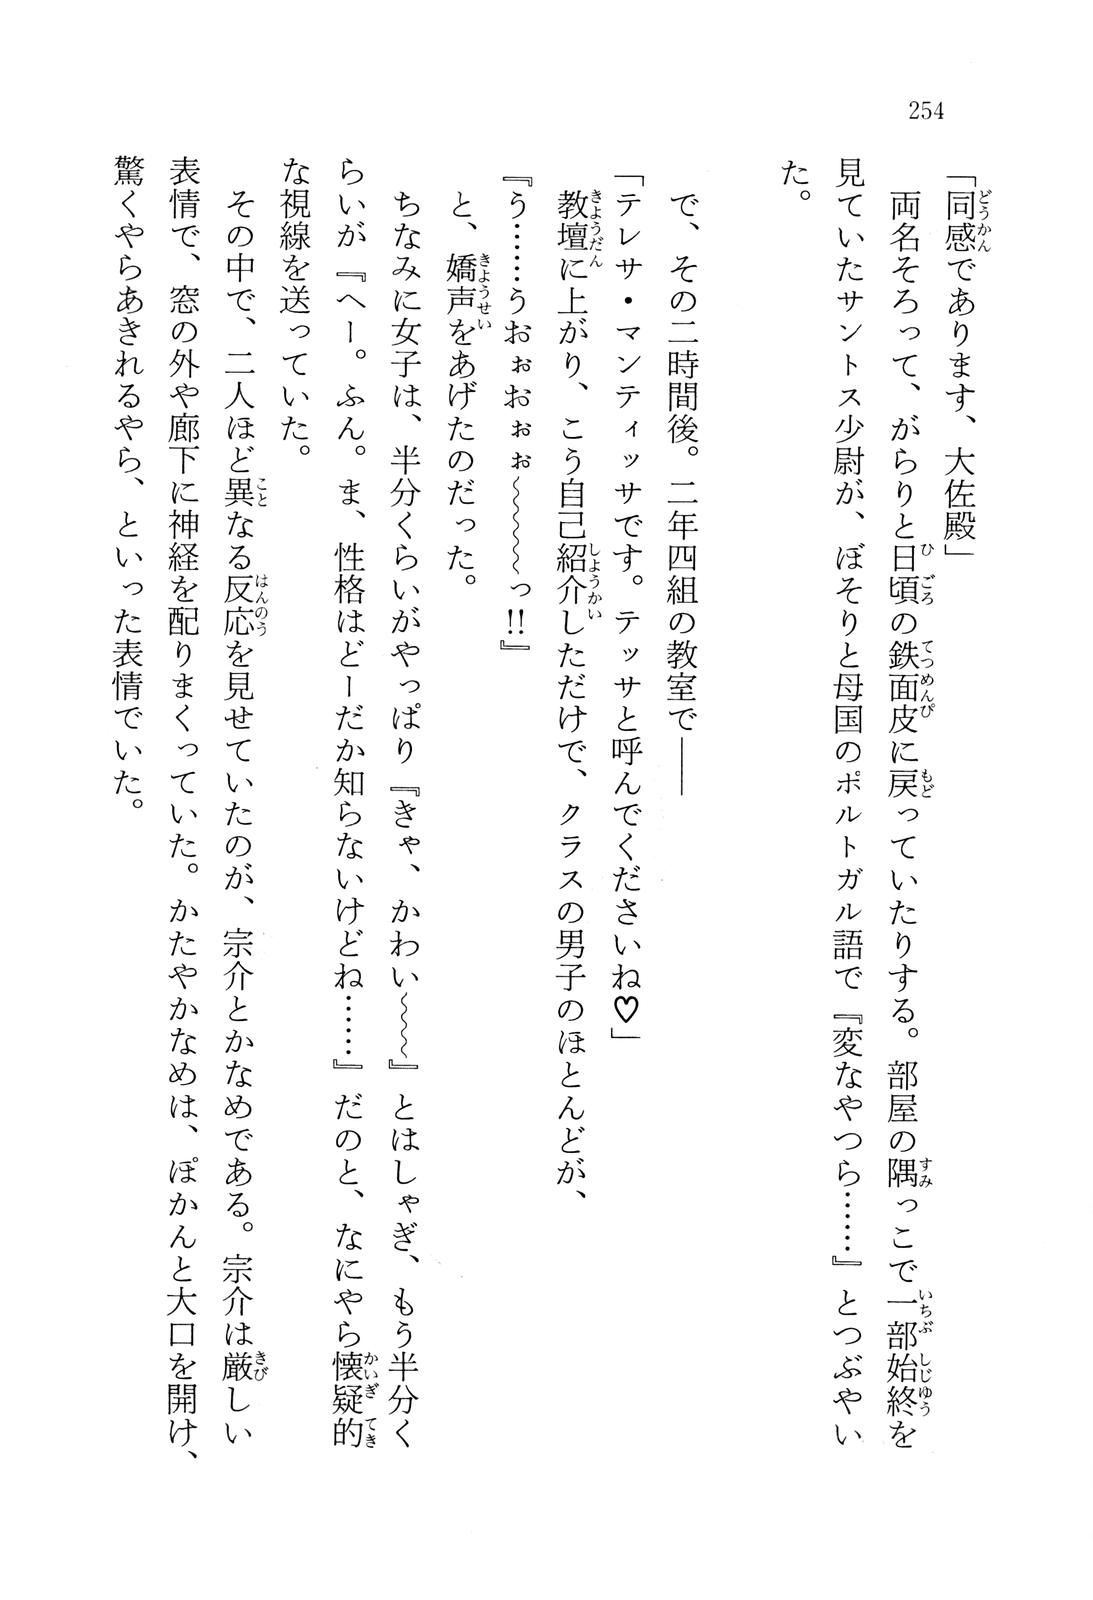 254
「同感であります、大佐殿」
　両名そろって、がらりと日頃の鉄面皮に戻っていたりする。部屋の隅っこで一部始終を
見ていたサントス少尉が、ぼそりと母国のポルトガル語で『変なやつら……』とつぶやい
た。
　で、その二時間後。二年四組の教室で――
「テレサ・マンティッサです。テッサと呼んでくださいね♡」
　教壇に上がり、こう自己紹介しただけで、クラスの男子のほとんどが、
『う……うおぉおぉぉ〜〜〜〜っ!!』
　と、嬌声をあげたのだった。
　ちなみに女子は、半分くらいがやっぱり『きゃ、かわい〜〜〜』とはしゃぎ、もう半分く
らいが『へー。ふん。ま、性格はどーだか知らないけどね……』だのと、なにやら懐疑的
な視線を送っていた。
　その中で、二人ほど異なる反応を見せていたのが、宗介とかなめである。宗介は厳しい
表情で、窓の外や廊下に神経を配りまくっていた。かたやかなめは、ぽかんと大口を開け、
驚くやらあきれるやら、といった表情でいた。